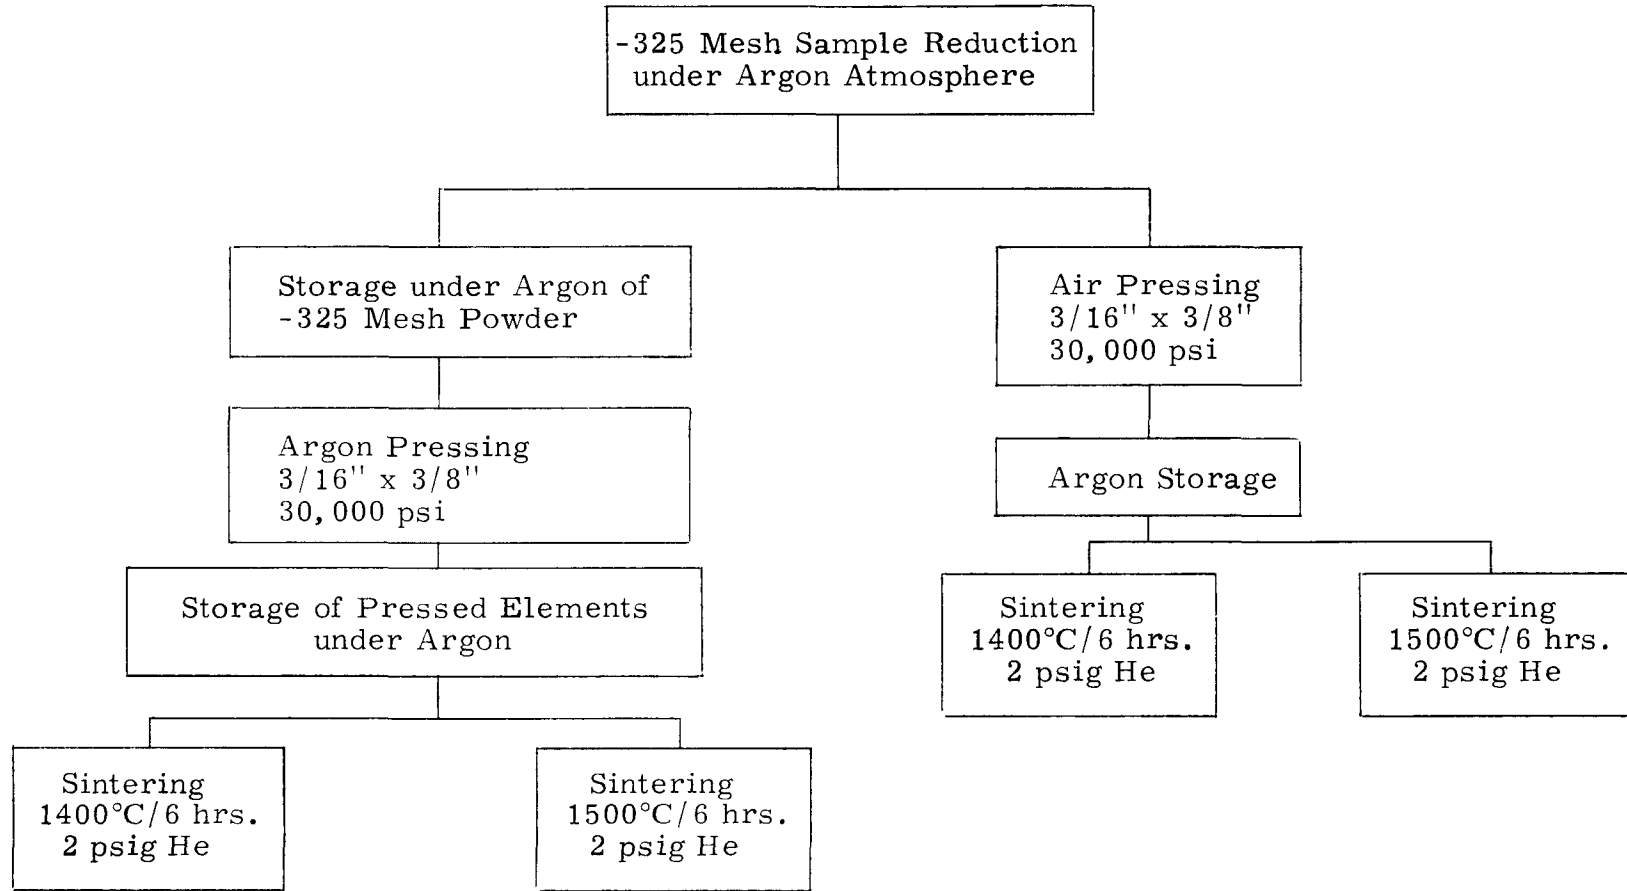 -325 Mesh Sample Reduction
under Argon Atmosphere
Storage under Argon of
-325 Mesh Powder
Air Pressing
3/16" x 3/8"
30,000 psi
Argon Pressing
3/16" x 3/8"
30,000 psi
Argon Storage
Storage of Pressed Elements
under Argon
Sintering
1400°C/6 hrs.
2 psig He
Sintering
1500°C/6 hrs.
2 psig He
Sintering
1400°C/6 hrs.
2 psig He
Sintering
1500°C/6 hrs.
2 psig He